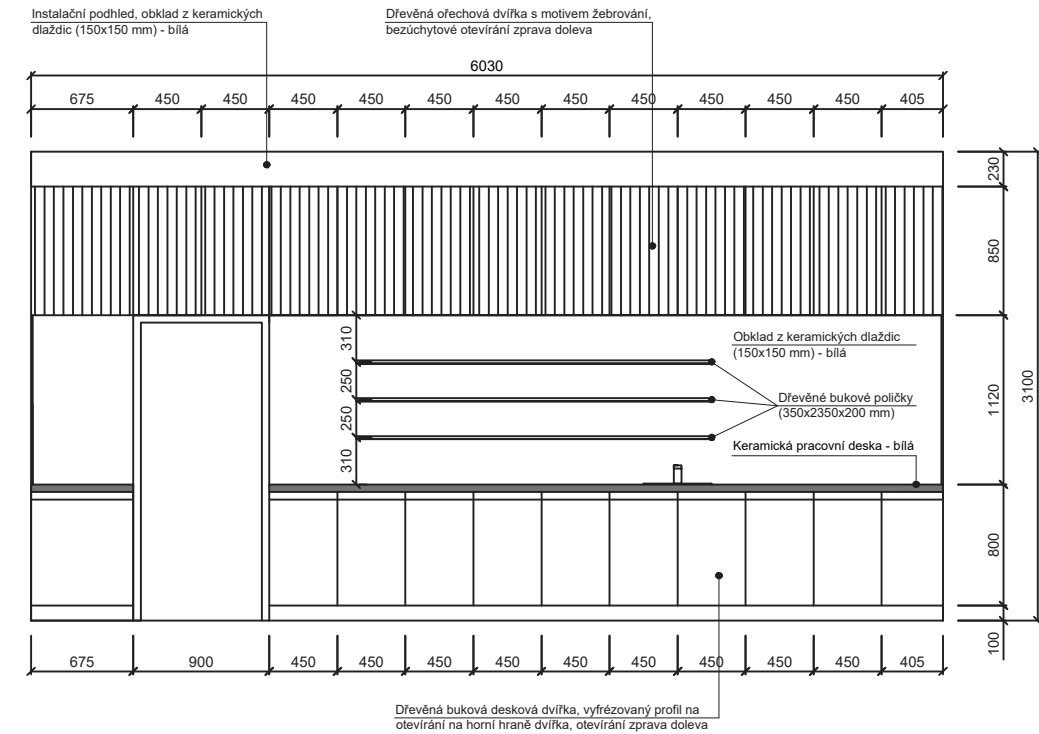 Instalační podhled, obklad z keramických
dlaždic (150x150 mm) - bílá
Dřevěná ořechová dvířka s motivem žebrování,
bezúchytové otevírání zprava doleva
6030
675 450 450 450 450 450 450 450 450 450 450 450 405
230
850
1120
3100
800
100
310
250
250
310
Obklad z keramických dlaždic
(150x150 mm) - bílá
Dřevěné bukové poličky
(350x2350x200 mm)
Keramická pracovní deska - bílá
675 900 450 450 450 450 450 450 450 450 450 405
Dřevěná buková desková dvířka, vyfrézovaný profil na
otevírání na horní hraně dvířka, otevírání zprava doleva